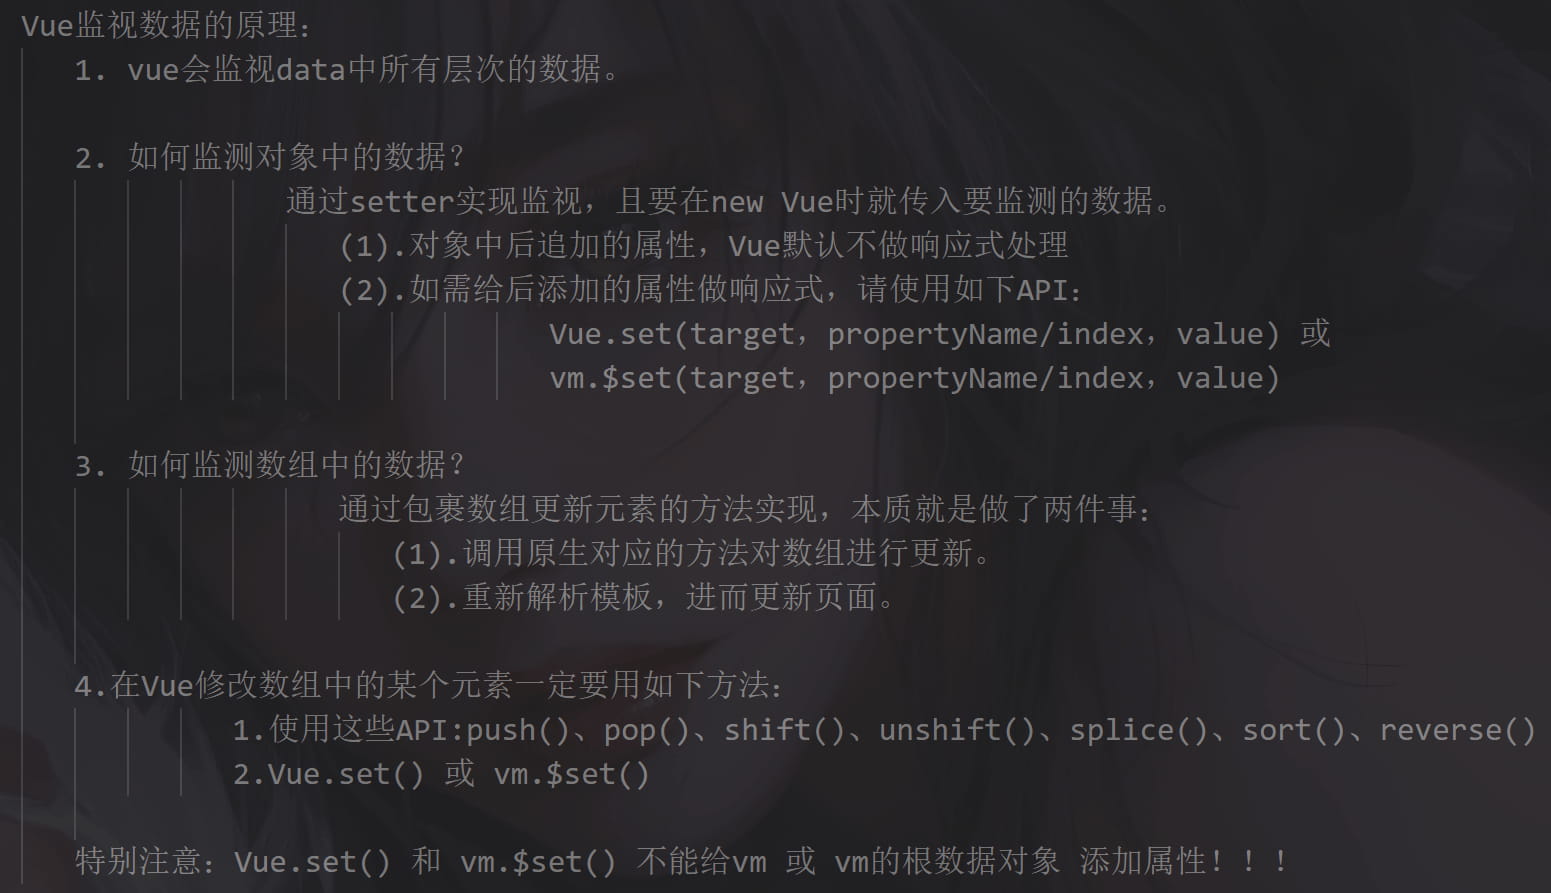 Vue监视数据的原理：
1. vue会监视data中所有层次的数据。
2. 如何监测对象中的数据？
通过setter实现监视，且要在new Vue时就传入要监测的数据。
(1).对象中后追加的属性，Vue默认不做响应式处理
(2).如需给后添加的属性做响应式，请使用如下API：
Vue.set(target，propertyName/index，value) 或
vm.$set(target，propertyName/index，value)
3. 如何监测数组中的数据？
通过包裹数组更新元素的方法实现，本质就是做了两件事：
(1).调用原生对应的方法对数组进行更新。
(2).重新解析模板，进而更新页面。
4.在Vue修改数组中的某个元素一定要用如下方法：
1.使用这些API:push()、pop()、shift()、unshift()、splice()、sort()、reverse()
2.Vue.set() 或 vm.$set()
特别注意：Vue.set() 和 vm.$set() 不能给vm 或 vm的根数据对象 添加属性！！！